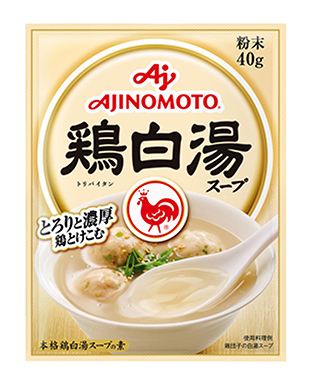 粉末
40g
Aj
AJINOMOTO®
鶏白湯
トリパイタン
スープ
とろりと濃厚
鶏とけこむ
®
使用料理例
鶏団子の白湯スープ
本格鶏白湯スープの素